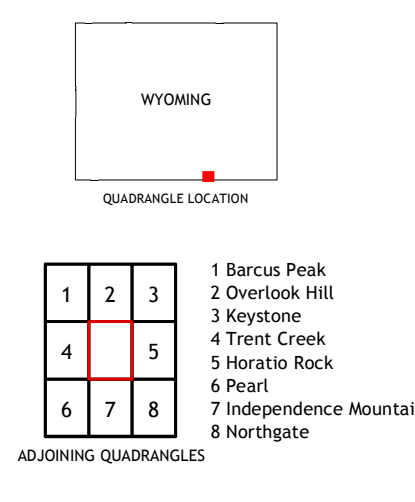 WYOMING
QUADRANGLE LOCATION
1 2 3
4 5
6 7 8
ADJOINING QUADRANGLES
1 Barcus Peak
2 Overlook Hill
3 Keystone
4 Trent Creek
5 Horatio Rock
6 Pearl
7 Independence Mountai
8 Northgate